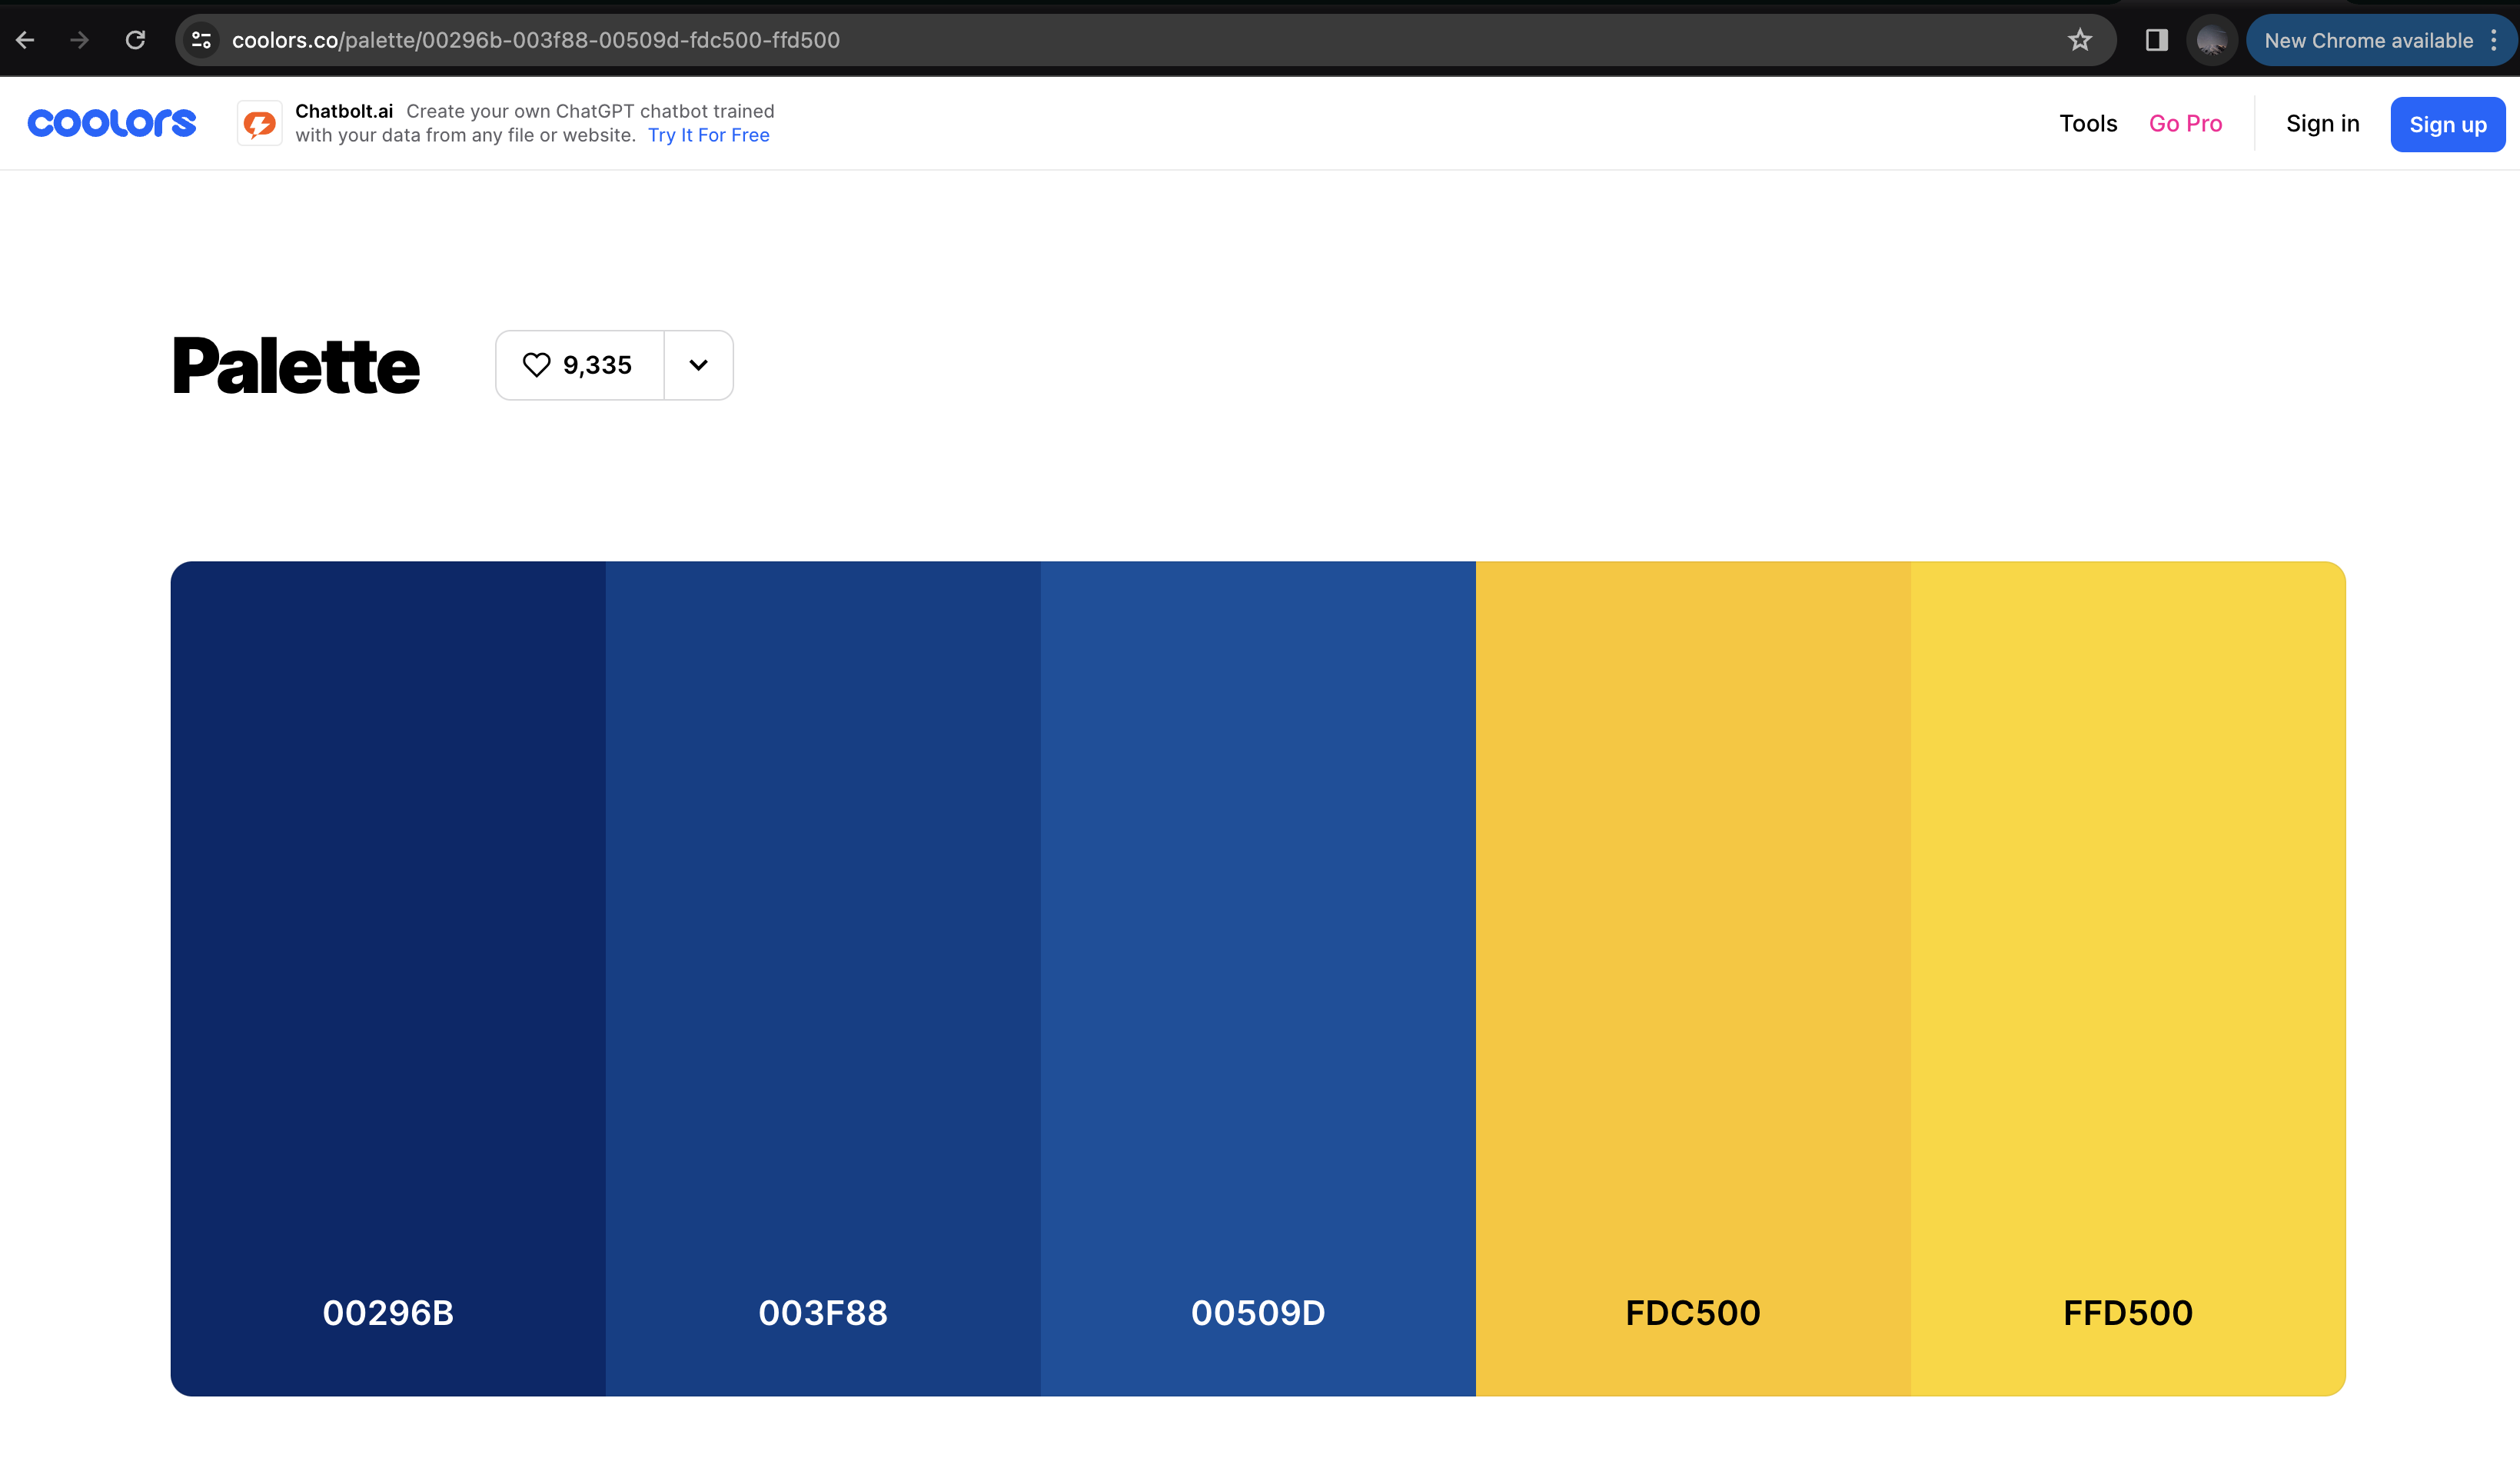 coolors.co/palette/00296b-003f88-00509d-fdc500-ffd500
New Chrome available
coolors
Chatbolt.ai Create your own ChatGPT chatbot trained
with your data from any file or website. Try It For Free
Tools
Go Pro
Sign in
Sign up
Palette
9,335
00296B
003F88
00509D
FDC500
FFD500